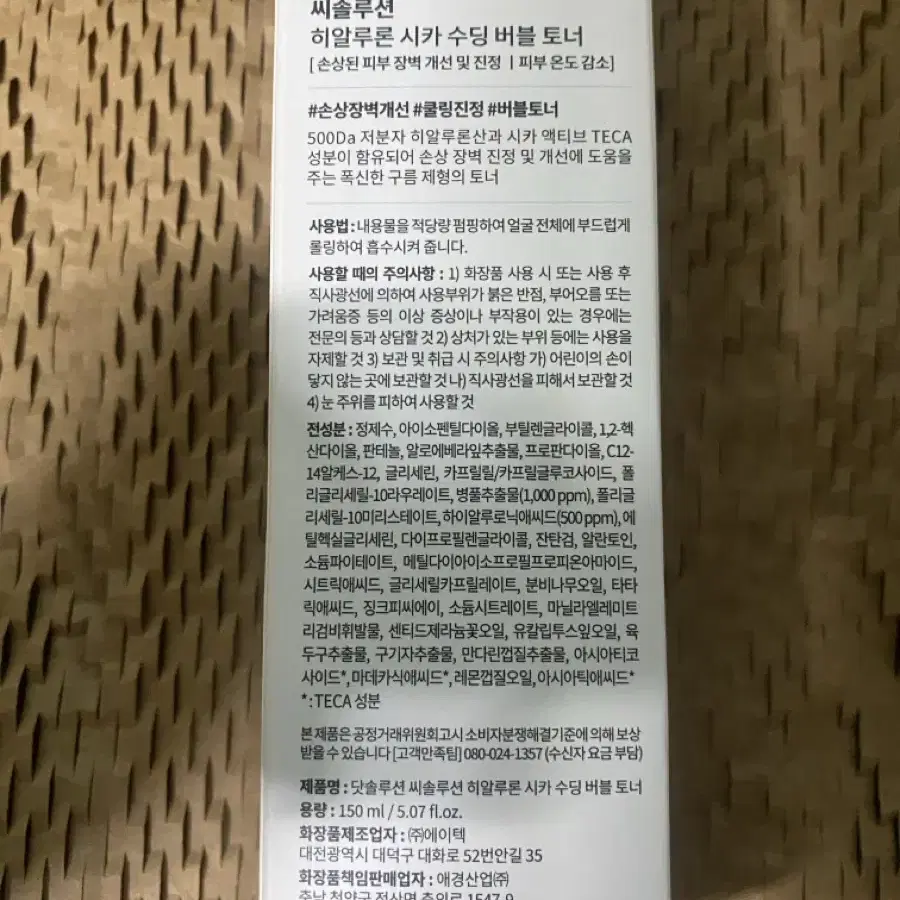 씨솔루션
히알루론 시카 수딩 버블 토너
[ 손상된 피부 장벽 개선 및 진정 ㅣ 피부 온도 감소]
#손상장벽개선 #쿨링진정 #버블토너
500Da 저분자 히알루론산과 시카 액티브 TECA
성분이 함유되어 손상 장벽 진정 및 개선에 도움을
주는 폭신한 구름 제형의 토너
사용법 : 내용물을 적당량 펌핑하여 얼굴 전체에 부드럽게
롤링하여 흡수시켜 줍니다.
사용할 때의 주의사항 : 1) 화장품 사용 시 또는 사용 후
직사광선에 의하여 사용부위가 붉은 반점, 부어오름 또는
가려움증 등의 이상 증상이나 부작용이 있는 경우에는
전문의 등과 상담할 것 2) 상처가 있는 부위 등에는 사용을
자제할 것 3) 보관 및 취급 시 주의사항 가) 어린이의 손이
닿지 않는 곳에 보관할 것 나) 직사광선을 피해서 보관할 것
4) 눈 주위를 피하여 사용할 것
전성분 : 정제수, 아이소펜틸다이올, 부틸렌글라이콜, 1,2-헥
산다이올, 판테놀, 알로에베라잎추출물, 프로판다이올, C12-
14알케스-12, 글리세린, 카프릴릴/카프릴글루코사이드, 폴
리글리세릴-10라우레이트, 병풀추출물(1,000 ppm), 폴리글
리세릴-10미리스테이트, 하이알루로닉애씨드(500 ppm), 에
틸헥실글리세린, 다이프로필렌글라이콜, 잔탄검, 알란토인,
소듐파이테이트, 메틸다이아이소프로필프로피온아마이드,
시트릭애씨드, 글리세릴카프릴레이트, 분비나무오일, 타타
릭애씨드, 징크피씨에이, 소듐시트레이트, 마닐라엘레미트
리검비휘발물, 센티드제라늄꽃오일, 유칼립투스잎오일, 육
두구추출물, 구기자추출물, 만다린껍질추출물, 아시아티코
사이드*, 마데카식애씨드*, 레몬껍질오일, 아시아틱애씨드*
* : TECA 성분
본 제품은 공정거래위원회고시 소비자분쟁해결기준에 의해 보상
받을 수 있습니다 [고객만족팀] 080-024-1357 (수신자 요금 부담)
제품명 : 닷솔루션 씨솔루션 히알루론 시카 수딩 버블 토너
용량 : 150 ml / 5.07 fl.oz.
화장품제조업자 : ㈜에이텍
대전광역시 대덕구 대화로 52번안길 35
화장품책임판매업자 : 애경산업㈜
충남 청양군 정산면 충의로 1547-9